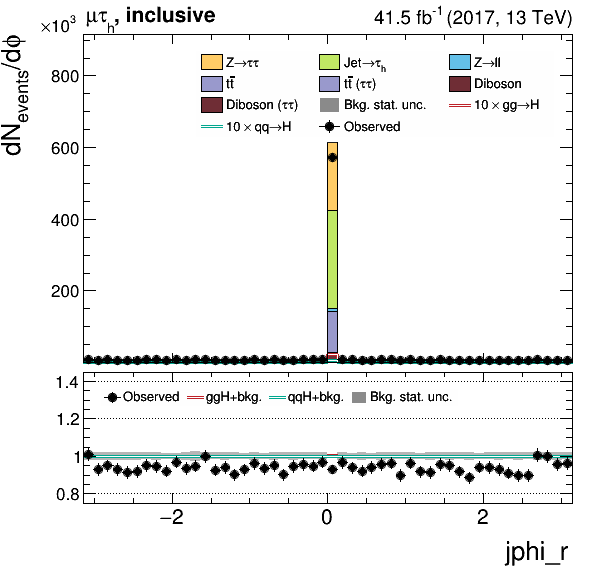 ×10³ μτₕ, inclusive 41.5 fb⁻¹ (2017, 13 TeV)
dN_events/dϕ
Z→ττ Jet→τₕ Z→ll
tt̄ tt̄ (ττ) Diboson
Diboson (ττ) Bkg. stat. unc. 10 × gg→H
10 × qq→H Observed
800
600
400
200
1.4
Observed ggH+bkg. qqH+bkg. Bkg. stat. unc.
1.2
1
0.8
−2 0 2
jphi_r